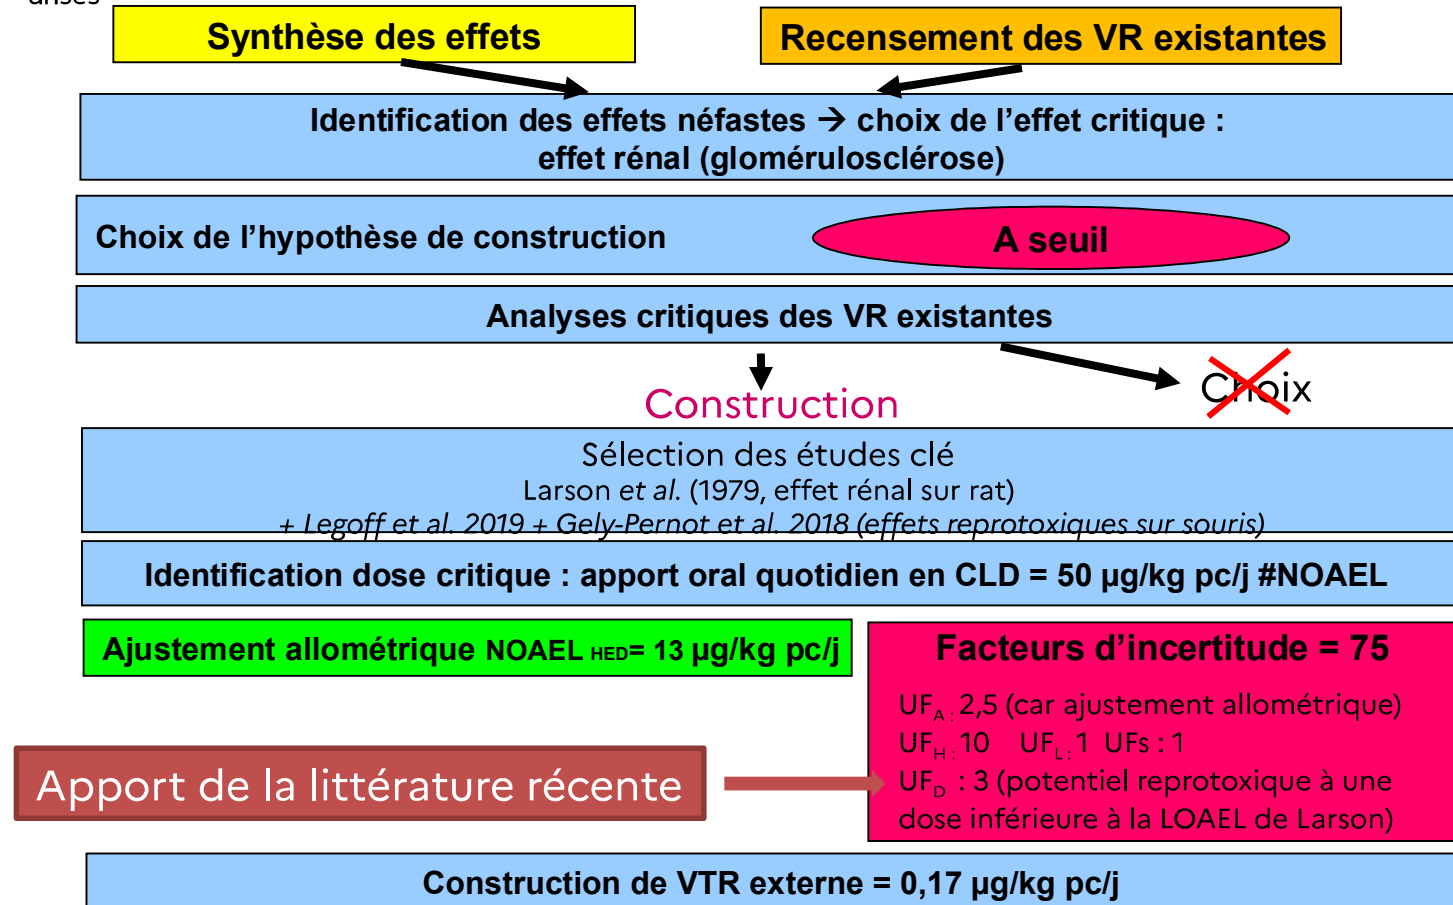 Synthèse des effets
Recensement des VR existantes
Identification des effets néfastes → choix de l'effet critique :
effet rénal (glomérulosclérose)
Choix de l'hypothèse de construction
A seuil
Analyses critiques des VR existantes
Construction
Choix
Sélection des études clé
Larson et al. (1979, effet rénal sur rat)
+ Legoff et al. 2019 + Gely-Pernot et al. 2018 (effets reprotoxiques sur souris)
Identification dose critique : apport oral quotidien en CLD = 50 µg/kg pc/j #NOAEL
Ajustement allométrique NOAEL HED= 13 µg/kg pc/j
Facteurs d'incertitude = 75
UFA : 2,5 (car ajustement allométrique)
UFH : 10 UFL : 1 UFs : 1
UFD : 3 (potentiel reprotoxique à une
dose inférieure à la LOAEL de Larson)
Apport de la littérature récente
Construction de VTR externe = 0,17 µg/kg pc/j